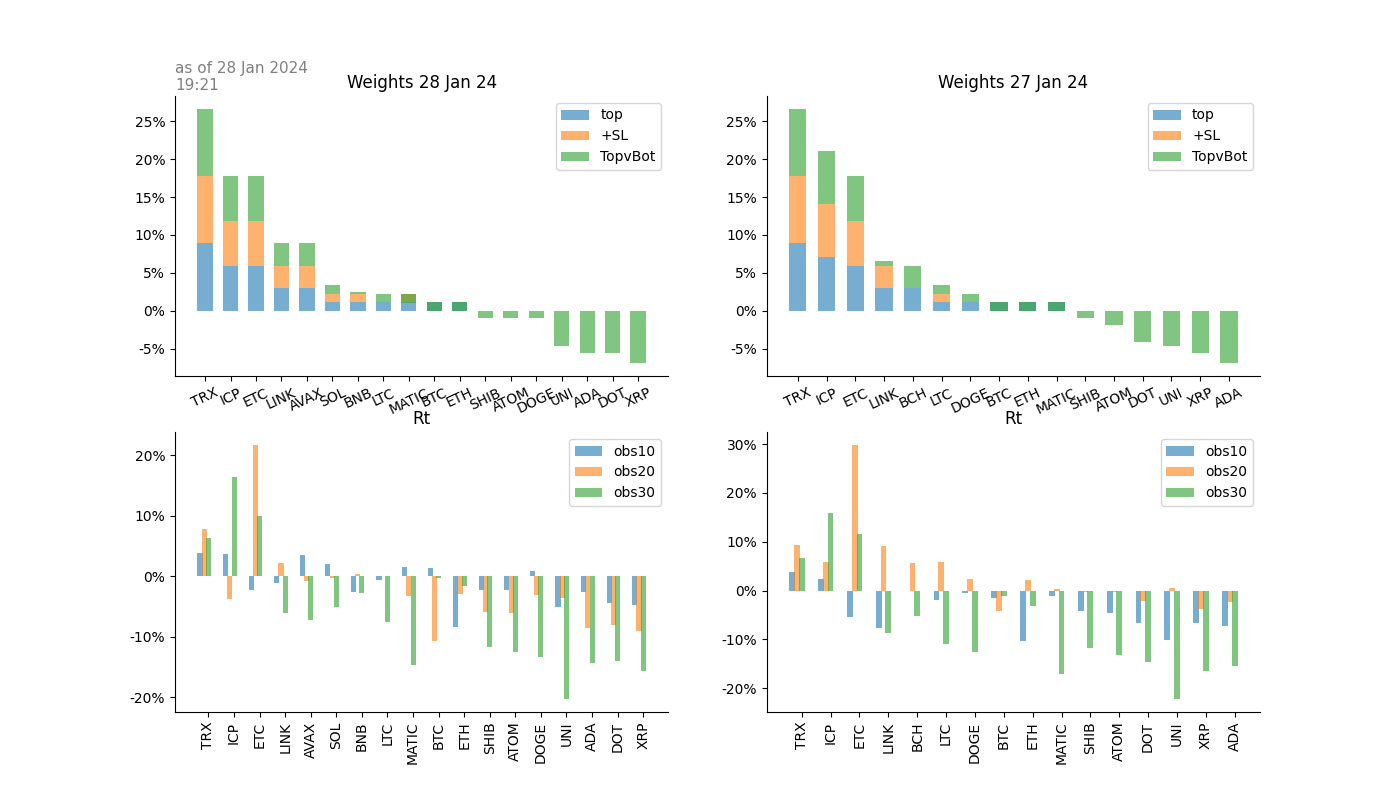 as of 28 Jan 2024
19:21
Weights 28 Jan 24
25%
20%
15%
10%
5%
0%
-5%
top
+SL
TopvBot
TRX ICP ETC LINK AVAX SOL BNB LTC MATIC BTC ETH SHIB ATOM DOGE UNI ADA DOT XRP
Weights 27 Jan 24
25%
20%
15%
10%
5%
0%
-5%
top
+SL
TopvBot
TRX ICP ETC LINK BCH LTC DOGE BTC ETH MATIC SHIB ATOM DOT UNI XRP ADA
Rt
20%
10%
0%
-10%
-20%
obs10
obs20
obs30
TRX ICP ETC LINK AVAX SOL BNB LTC MATIC BTC ETH SHIB ATOM DOGE UNI ADA DOT XRP
Rt
30%
20%
10%
0%
-10%
-20%
obs10
obs20
obs30
TRX ICP ETC LINK BCH LTC DOGE BTC ETH MATIC SHIB ATOM DOT UNI XRP ADA